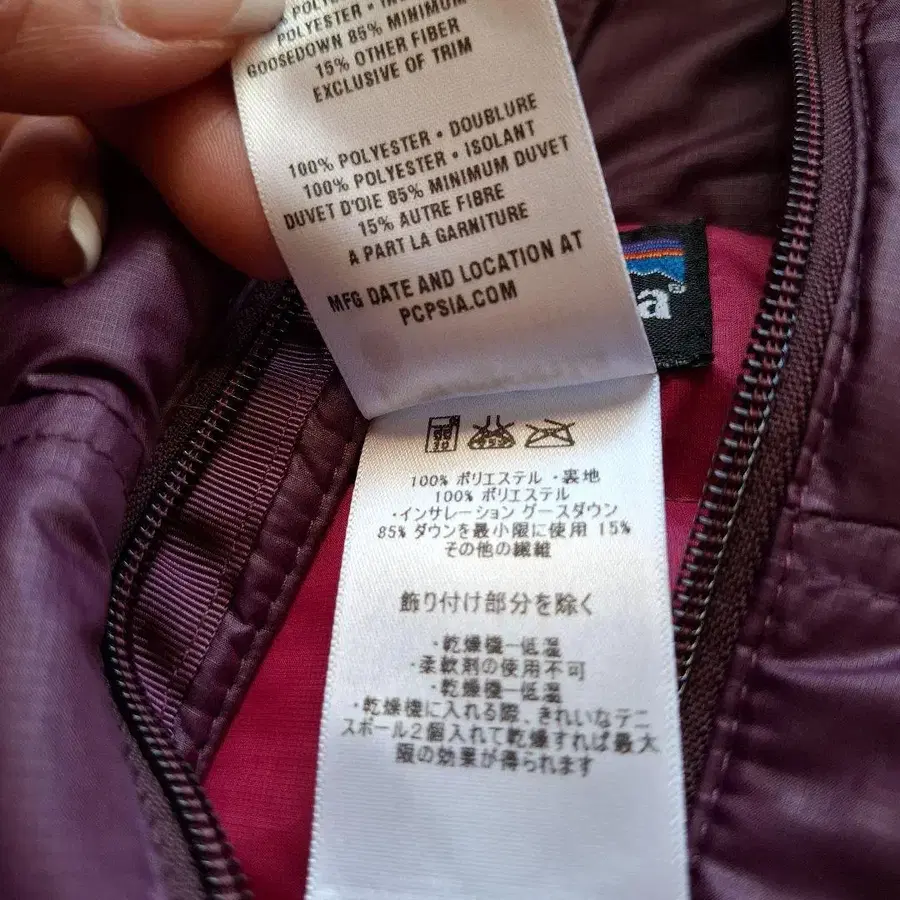 POLYESTER
GOOSEDOWN 85% MINIMUM
15% OTHER FIBER
EXCLUSIVE OF TRIM
100% POLYESTER • DOUBLURE
100% POLYESTER • ISOLANT
DUVET D'OIE 85% MINIMUM DUVET
15% AUTRE FIBRE
A PART LA GARNITURE
MFG DATE AND LOCATION AT
PCPSIA.COM
a
100% ポリエステル ・裏地
100% ポリエステル
・インサレーション グースダウン
85% ダウンを最小限に使用 15%
その他の繊維
飾り付け部分を除く
・乾燥機ー低温
・柔軟剤の使用不可
・乾燥機ー低温
・乾燥機に入れる際、きれいなテニ
スボール2個入れて乾燥すれば最大
限の効果が得られます